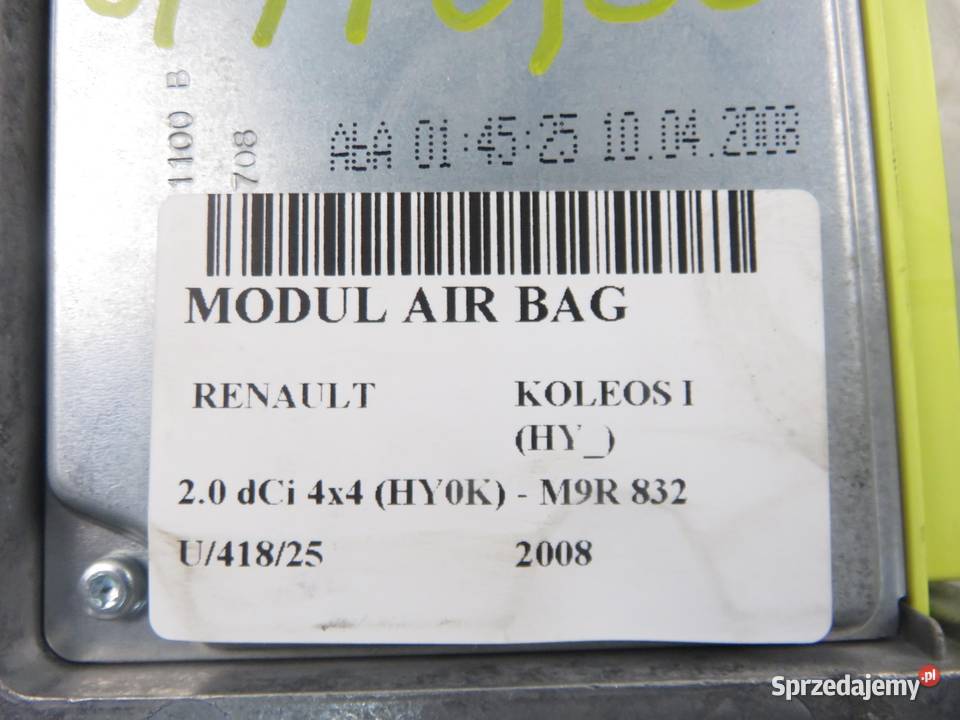 1100 B
708
A6A 01:45:25 10.04.2008
MODUL AIR BAG
RENAULT KOLEOS I
(HY_)
2.0 dCi 4x4 (HY0K) - M9R 832
U/418/25 2008
Sprzedajemy.pl